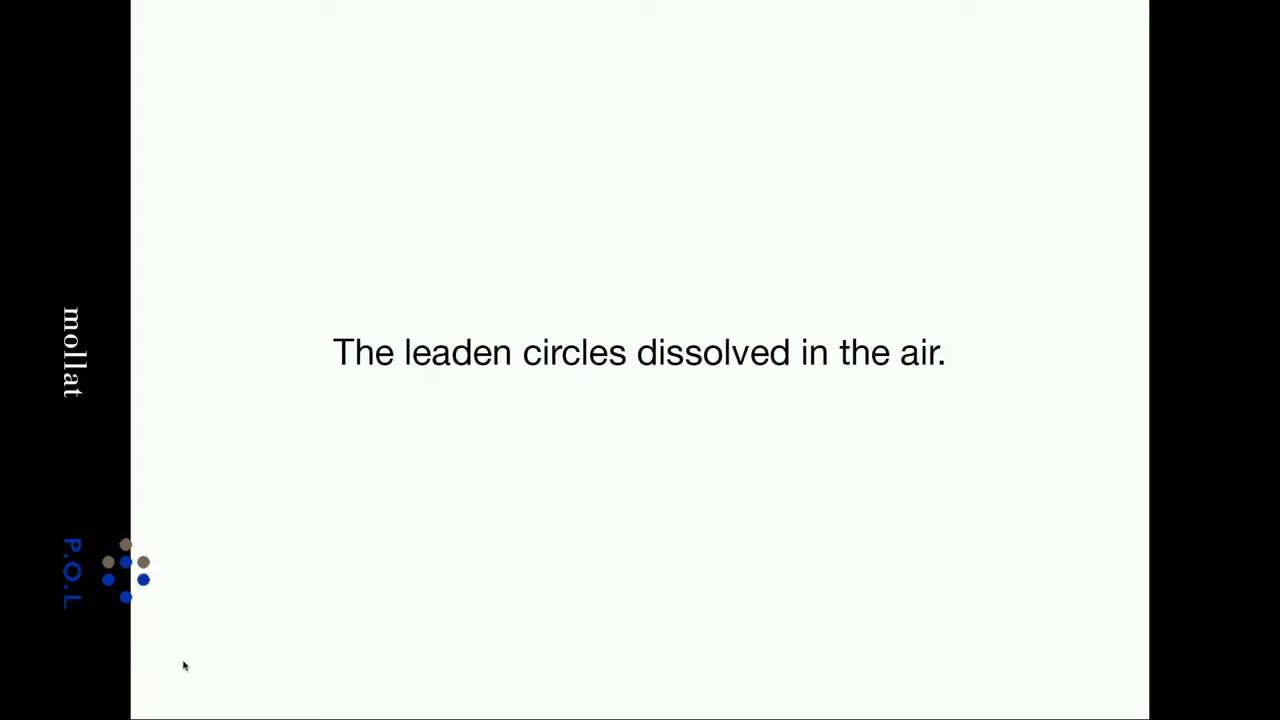 mollat
The leaden circles dissolved in the air.
P.O.L